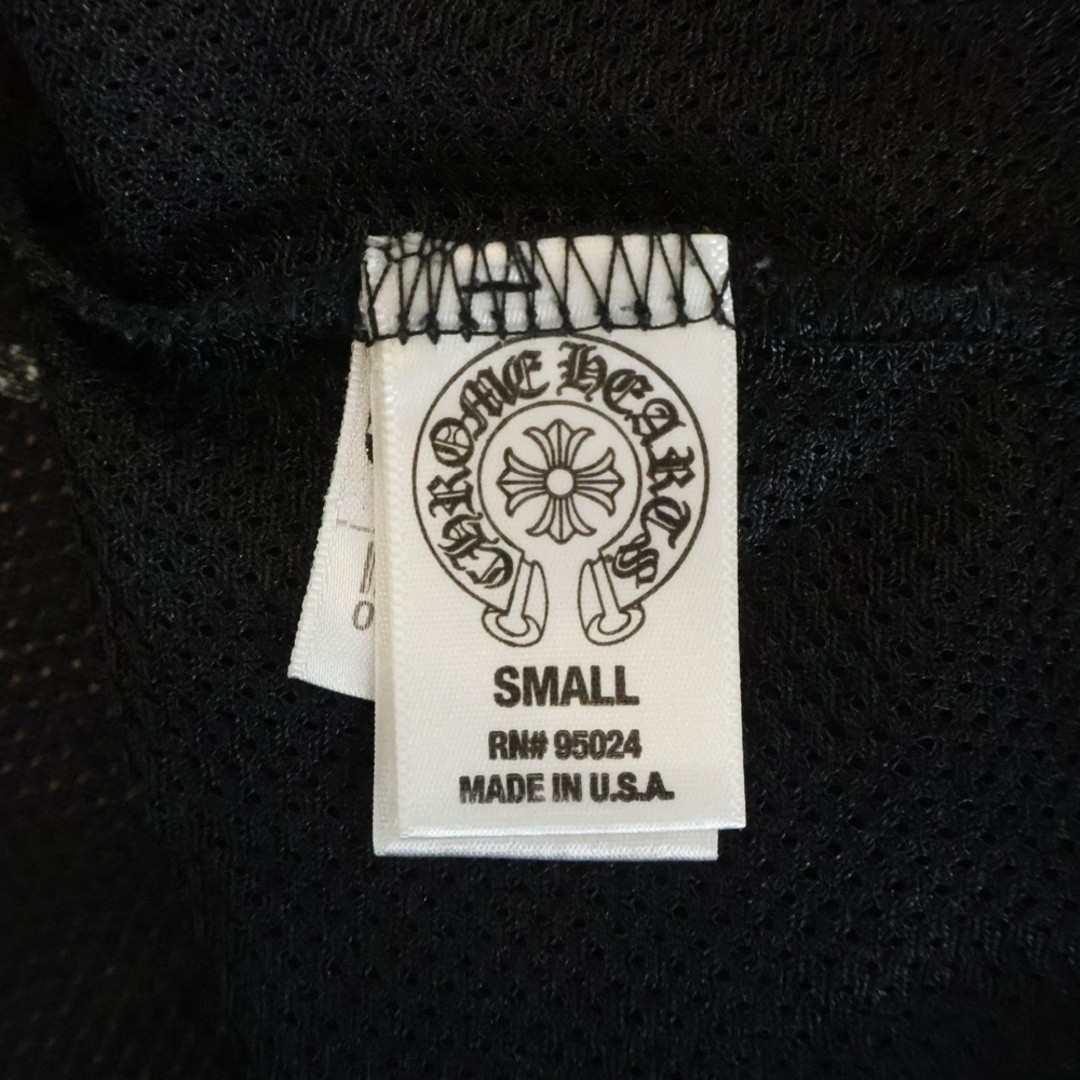 CHROME HEARTS
SMALL
RN# 95024
MADE IN U.S.A.